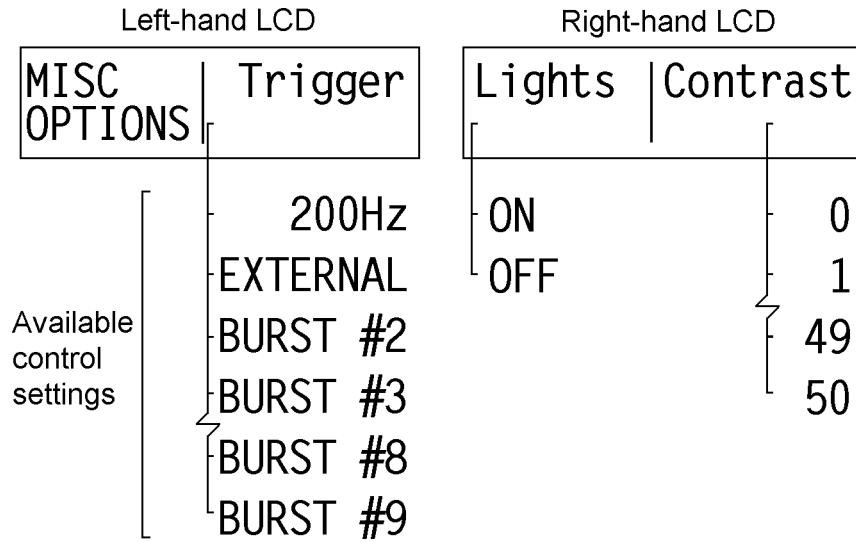 Left-hand LCD
Right-hand LCD
MISC OPTIONS
Trigger
Lights
Contrast
Available control settings
200Hz
EXTERNAL
BURST #2
BURST #3
BURST #8
BURST #9
ON
OFF
0
1
49
50